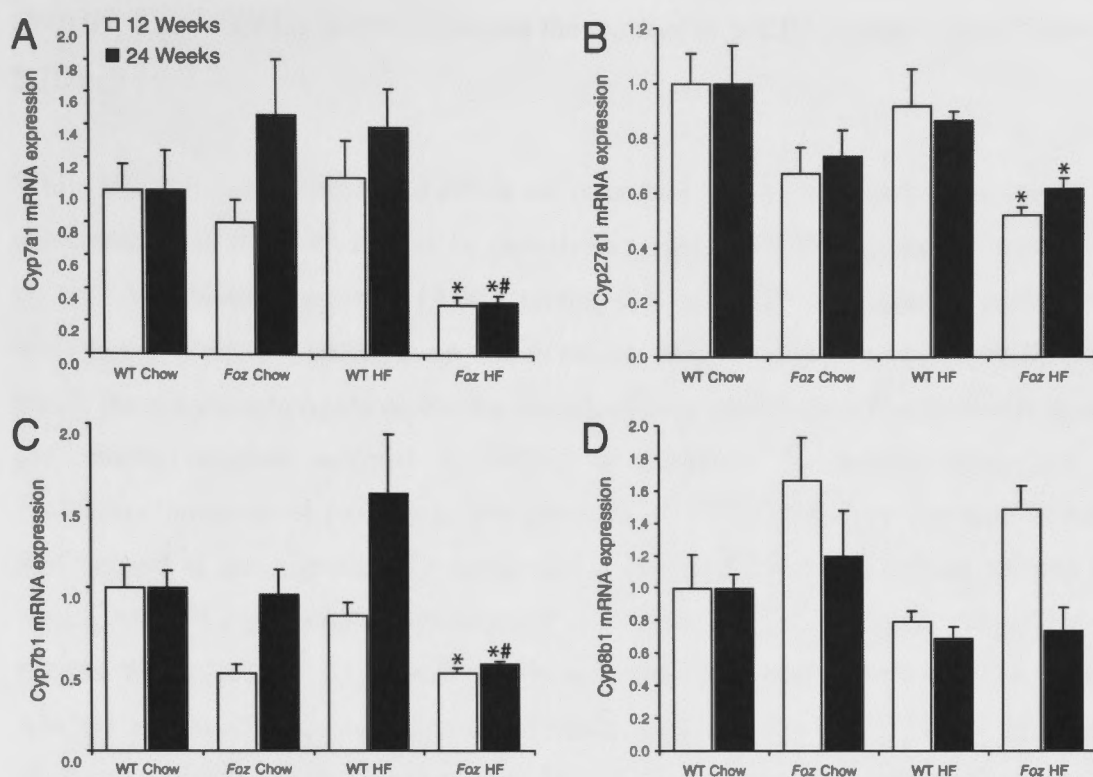 A
12 Weeks
24 Weeks
Cyp7a1 mRNA expression
2.0
1.8
1.6
1.4
1.2
1.0
0.8
0.6
0.4
0.2
0.0
* *#
WT Chow Foz Chow WT HF Foz HF
B
Cyp27a1 mRNA expression
1.2
1.0
0.8
0.6
0.4
0.2
0.0
* *
WT Chow Foz Chow WT HF Foz HF
C
Cyp7b1 mRNA expression
2.0
1.5
1.0
0.5
0.0
* *#
WT Chow Foz Chow WT HF Foz HF
D
Cyp8b1 mRNA expression
2.0
1.8
1.6
1.4
1.2
1.0
0.8
0.6
0.4
0.2
0.0
WT Chow Foz Chow WT HF Foz HF